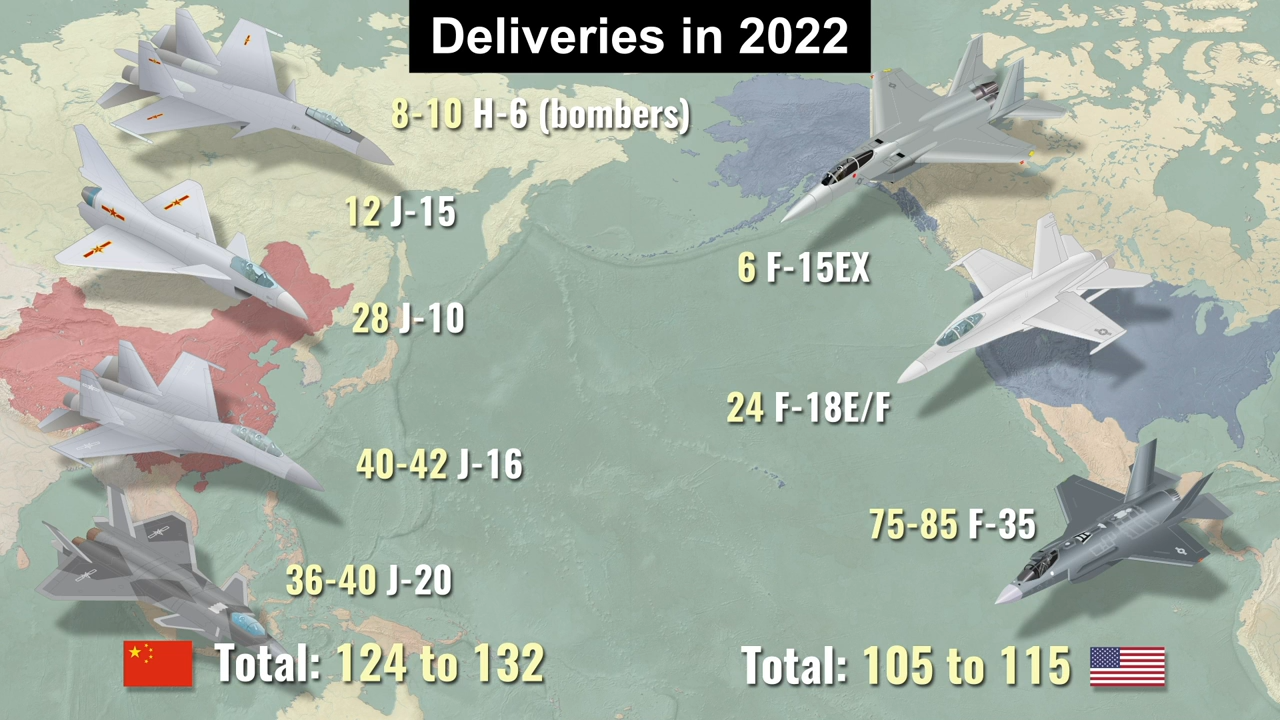 Deliveries in 2022
8-10 H-6 (bombers)
12 J-15
28 J-10
40-42 J-16
36-40 J-20
Total: 124 to 132
6 F-15EX
24 F-18E/F
75-85 F-35
Total: 105 to 115